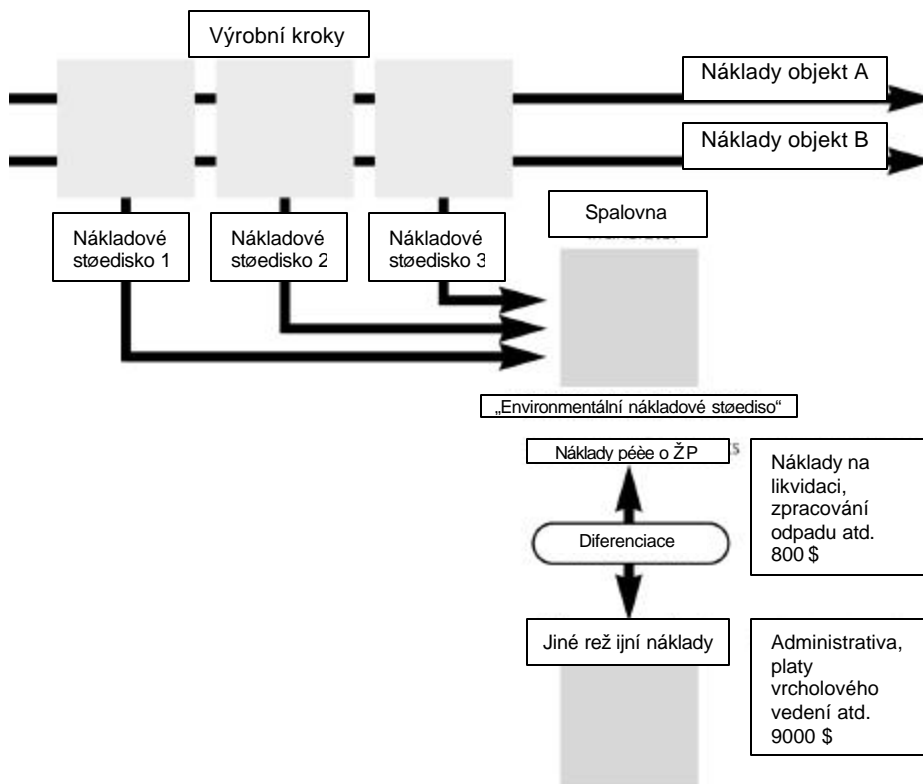 Výrobní kroky
Náklady objekt A
Náklady objekt B
Nákladové
støedisko 1
Nákladové
støedisko 2
Nákladové
støedisko 3
Spalovna
„Environmentální nákladové støediso“
Náklady péèe o ŽP
Náklady na
likvidaci,
zpracování
odpadu atd.
800 $
Diferenciace
Jiné rež ijní náklady
Administrativa,
platy
vrcholového
vedení atd.
9000 $